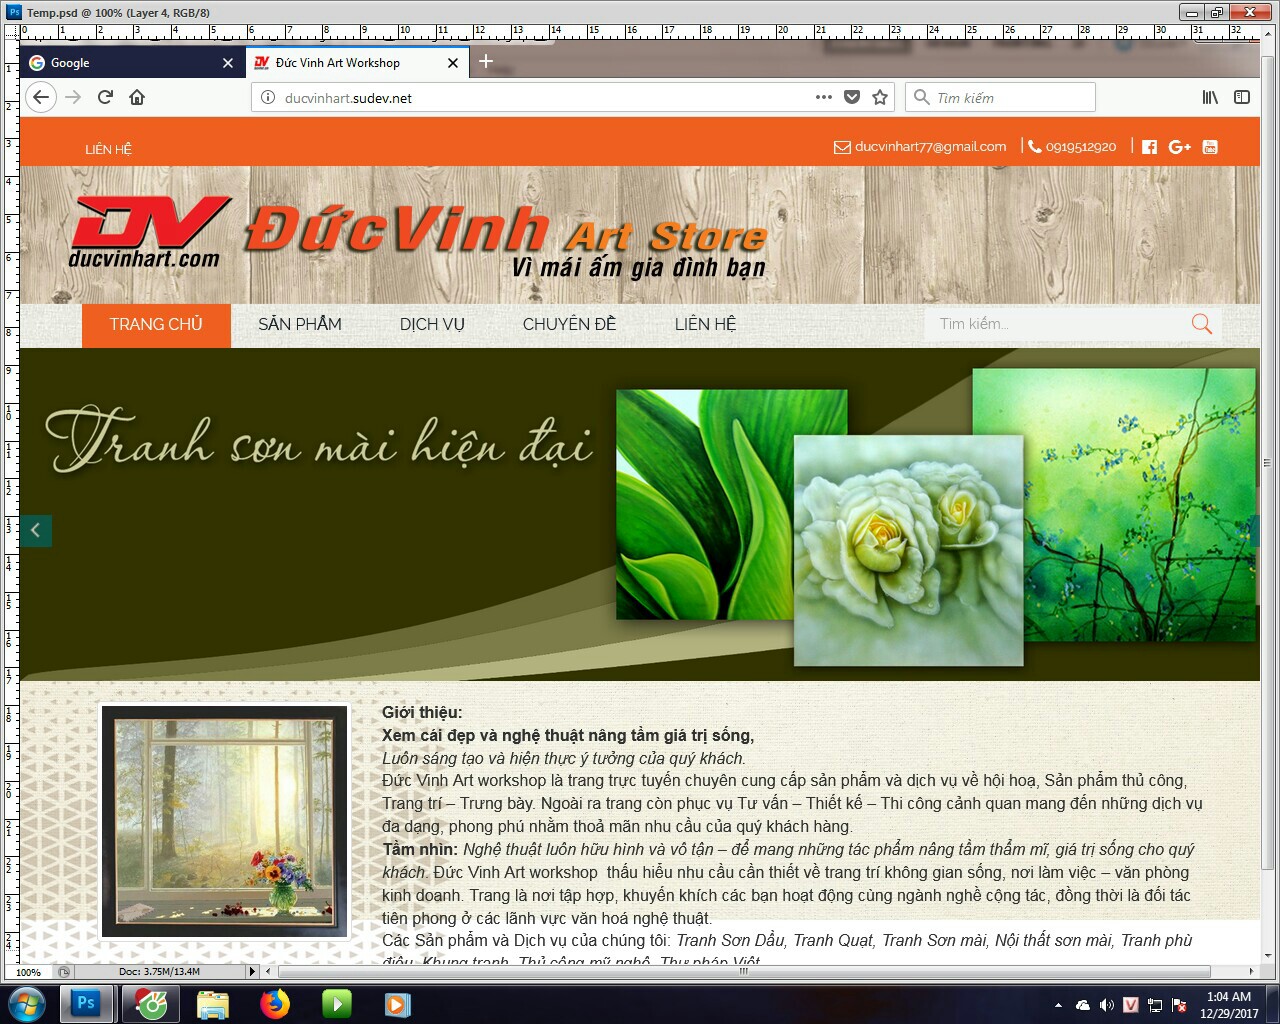 Temp.psd @ 100% (Layer 4, RGB/8)
Google
Đức Vinh Art Workshop
ducvinhart.sudev.net
Tìm kiếm
LIÊN HỆ
ducvinhart77@gmail.com
0919512920
DV
ducvinhart.com
ĐứcVinh Art Store
Vì mái ấm gia đình bạn
TRANG CHỦ
SẢN PHẨM
DỊCH VỤ
CHUYÊN ĐỀ
LIÊN HỆ
Tìm kiếm...
Tranh sơn mài hiện đại
Giới thiệu:
Xem cái đẹp và nghệ thuật nâng tầm giá trị sống,
Luôn sáng tạo và hiện thực ý tưởng của quý khách.
Đức Vinh Art workshop là trang trực tuyến chuyên cung cấp sản phẩm và dịch vụ về hội hoạ, Sản phẩm thủ công,
Trang trí – Trưng bày. Ngoài ra trang còn phục vụ Tư vấn – Thiết kế – Thi công cảnh quan mang đến những dịch vụ
đa dạng, phong phú nhằm thoả mãn nhu cầu của quý khách hàng.
Tầm nhìn: Nghệ thuật luôn hữu hình và vô tận – để mang những tác phẩm nâng tầm thẩm mĩ, giá trị sống cho quý
khách. Đức Vinh Art workshop thấu hiểu nhu cầu cần thiết về trang trí không gian sống, nơi làm việc – văn phòng
kinh doanh. Trang là nơi tập hợp, khuyến khích các bạn hoạt động cùng ngành nghề cộng tác, đồng thời là đối tác
tiên phong ở các lãnh vực văn hoá nghệ thuật.
Các Sản phẩm và Dịch vụ của chúng tôi: Tranh Sơn Dầu, Tranh Quạt, Tranh Sơn mài, Nội thất sơn mài, Tranh phù
điêu, Khung tranh, Thủ công mỹ nghệ, Thư pháp Việt
100%
Doc: 3.75M/13.4M
1:04 AM
12/29/2017